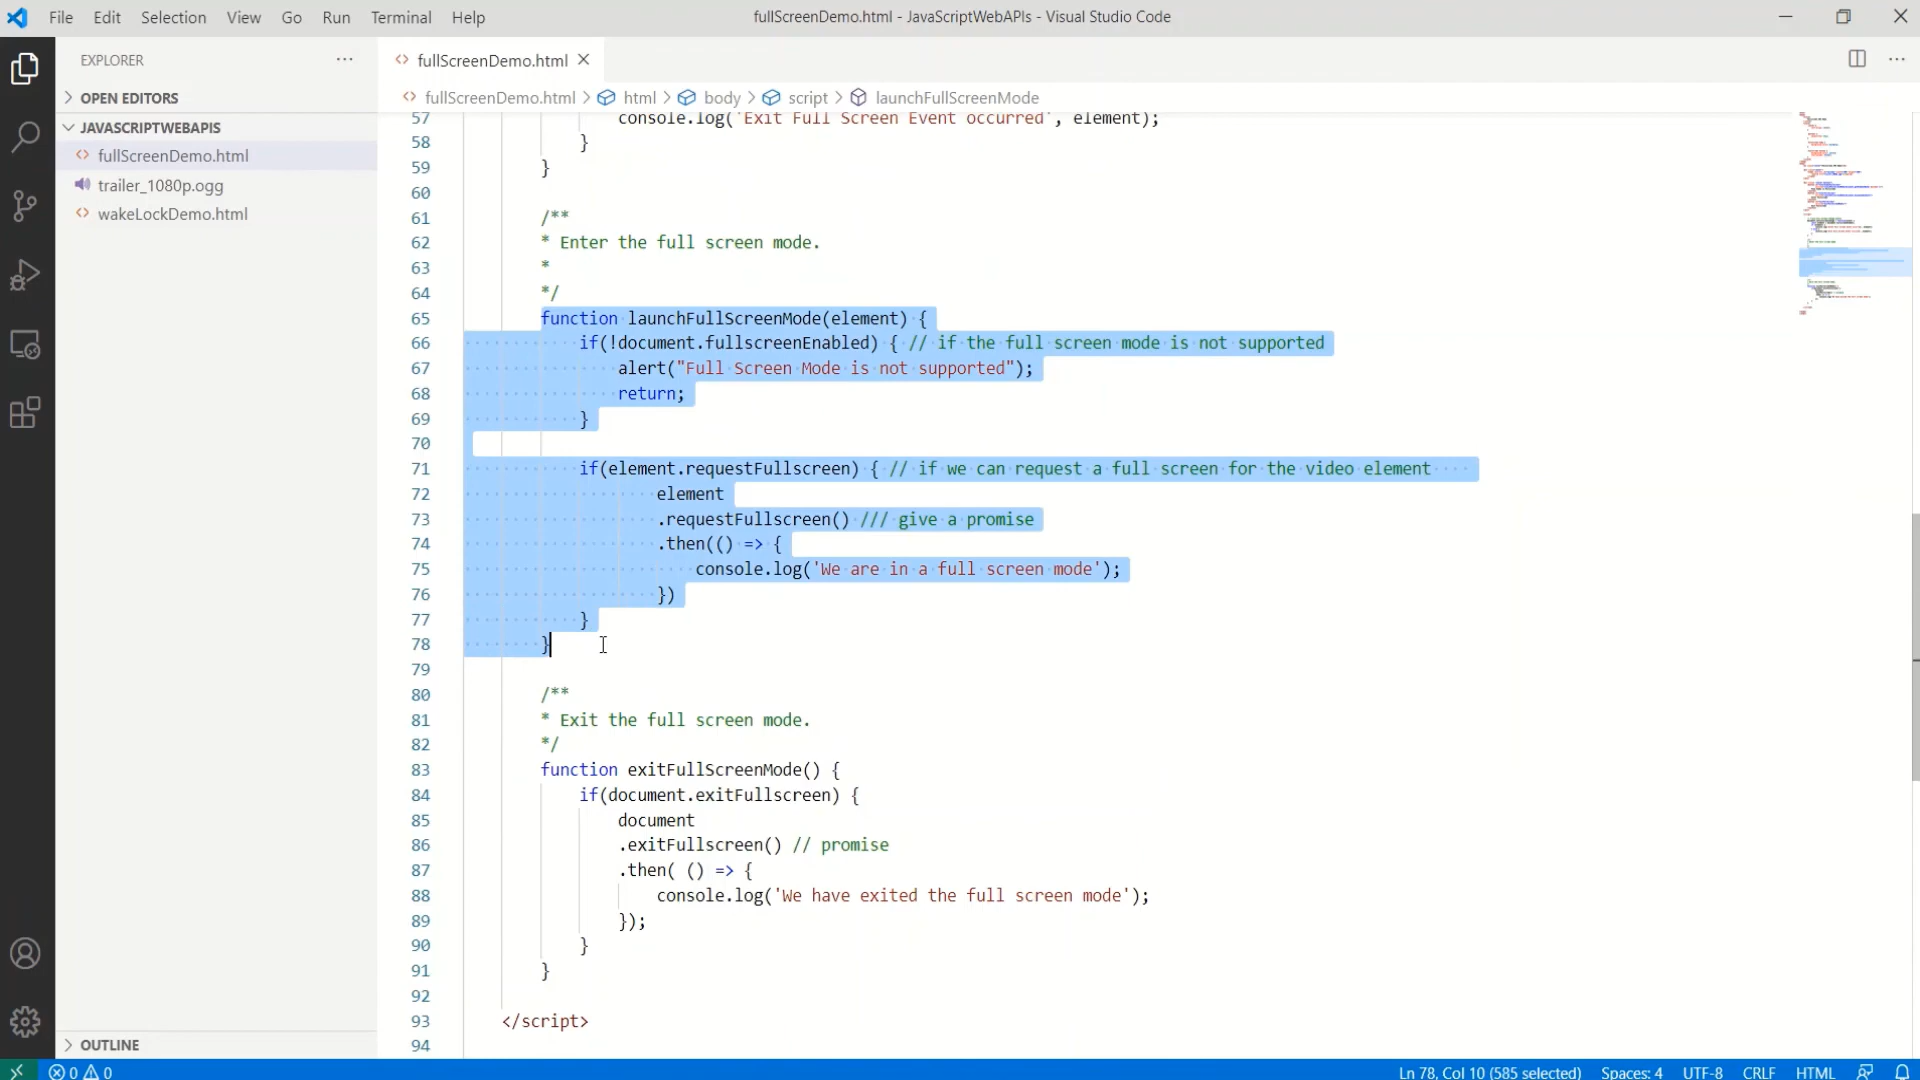 File Edit Selection View Go Run Terminal Help
fullScreenDemo.html - JavaScriptWebAPIs - Visual Studio Code
EXPLORER
OPEN EDITORS
JAVASCRIPTWEBAPIS
fullScreenDemo.html
trailer_1080p.ogg
wakeLockDemo.html
OUTLINE
fullScreenDemo.html
fullScreenDemo.html > html > body > script > launchFullScreenMode
57 console.log('Exit Full Screen Event occurred', element);
58 }
59 }
60
61 /**
62 * Enter the full screen mode.
63 *
64 */
65 function launchFullScreenMode(element) {
66 if(!document.fullscreenEnabled) { // if the full screen mode is not supported
67 alert("Full Screen Mode is not supported");
68 return;
69 }
70
71 if(element.requestFullscreen) { // if we can request a full screen for the video element
72 element
73 .requestFullscreen() /// give a promise
74 .then(() => {
75 console.log('We are in a full screen mode');
76 })
77 }
78 }
79
80 /**
81 * Exit the full screen mode.
82 */
83 function exitFullScreenMode() {
84 if(document.exitFullscreen) {
85 document
86 .exitFullscreen() // promise
87 .then( () => {
88 console.log('We have exited the full screen mode');
89 });
90 }
91 }
92
93 </script>
94
0 0
Ln 78, Col 10 (585 selected) Spaces: 4 UTF-8 CRLF HTML